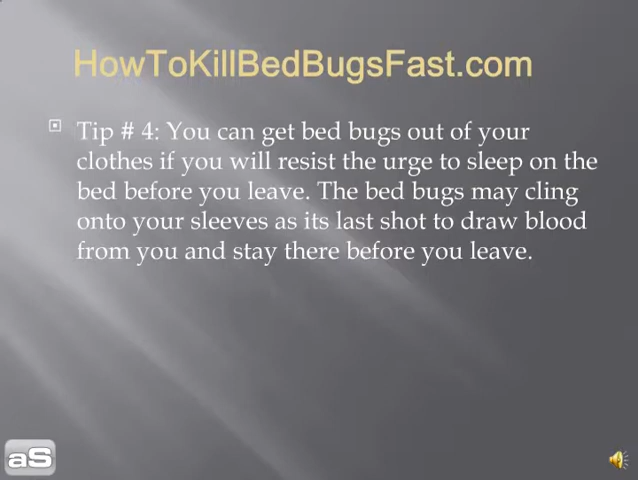 HowToKillBedBugsFast.com
Tip # 4: You can get bed bugs out of your
clothes if you will resist the urge to sleep on the
bed before you leave. The bed bugs may cling
onto your sleeves as its last shot to draw blood
from you and stay there before you leave.
aS